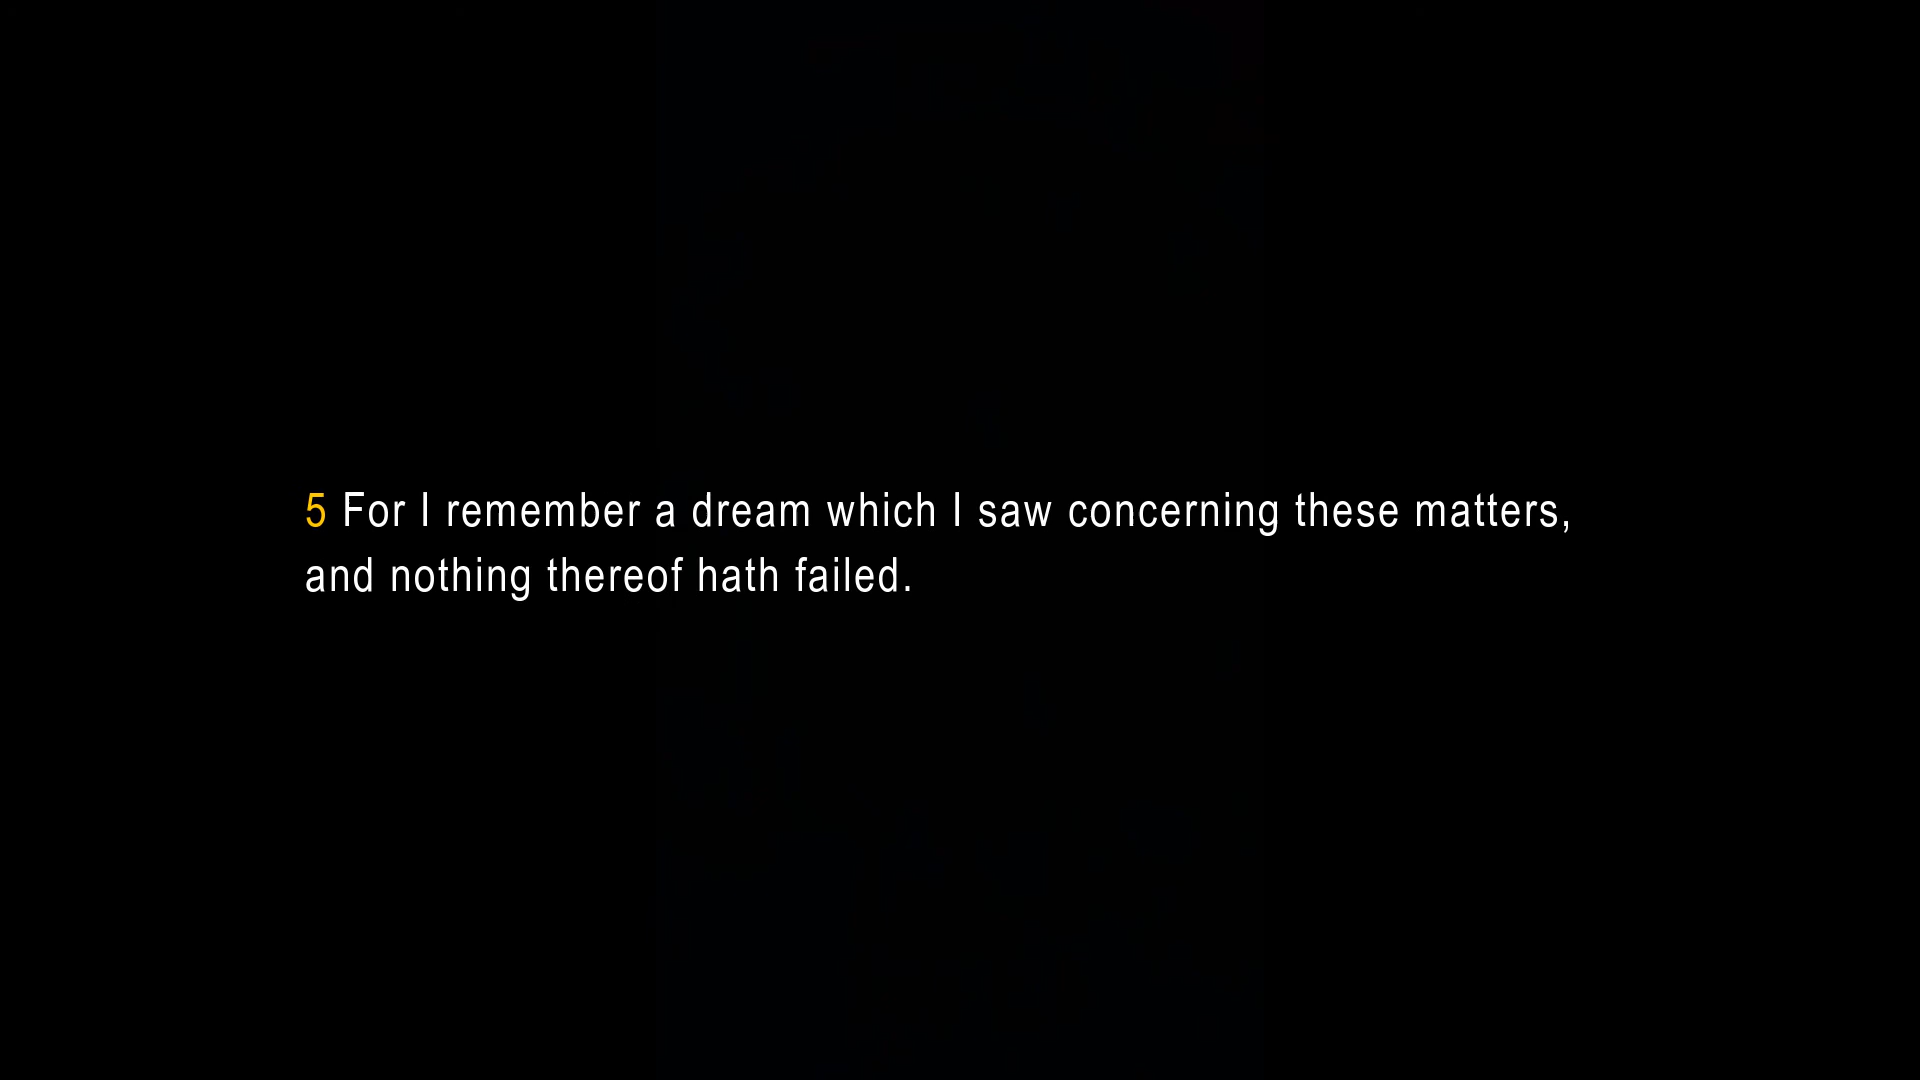 5 For I remember a dream which I saw concerning these matters,
and nothing thereof hath failed.